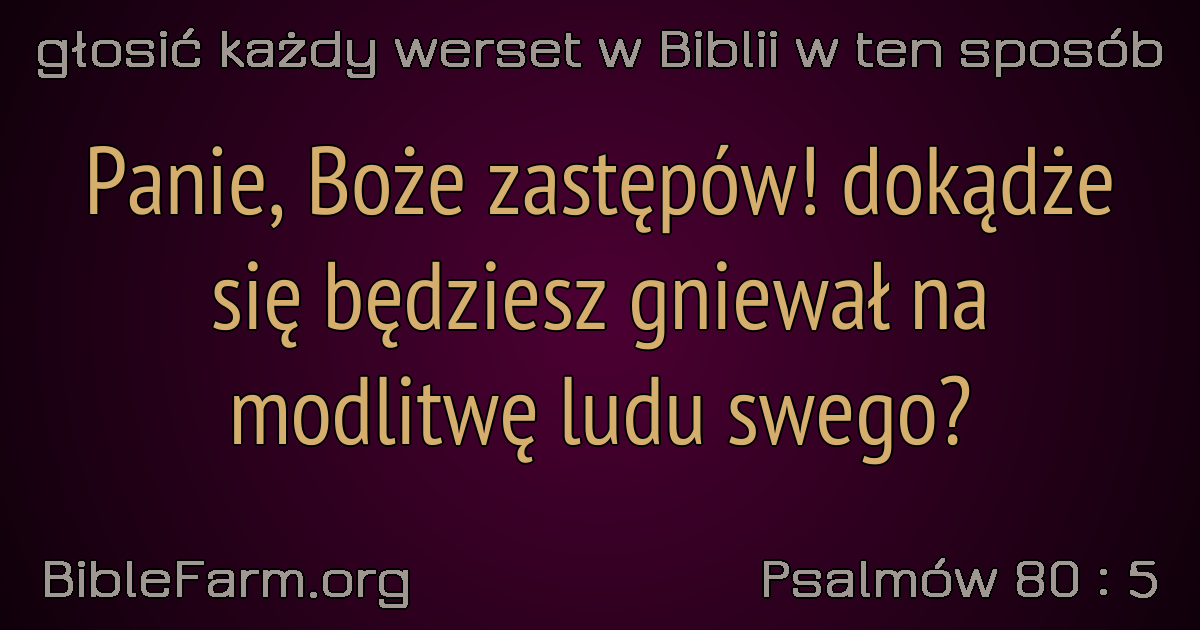 głosić każdy werset w Biblii w ten sposób
Panie, Boże zastępów! dokądże
się będziesz gniewał na
modlitwę ludu swego?
BibleFarm.org
Psalmów 80 : 5